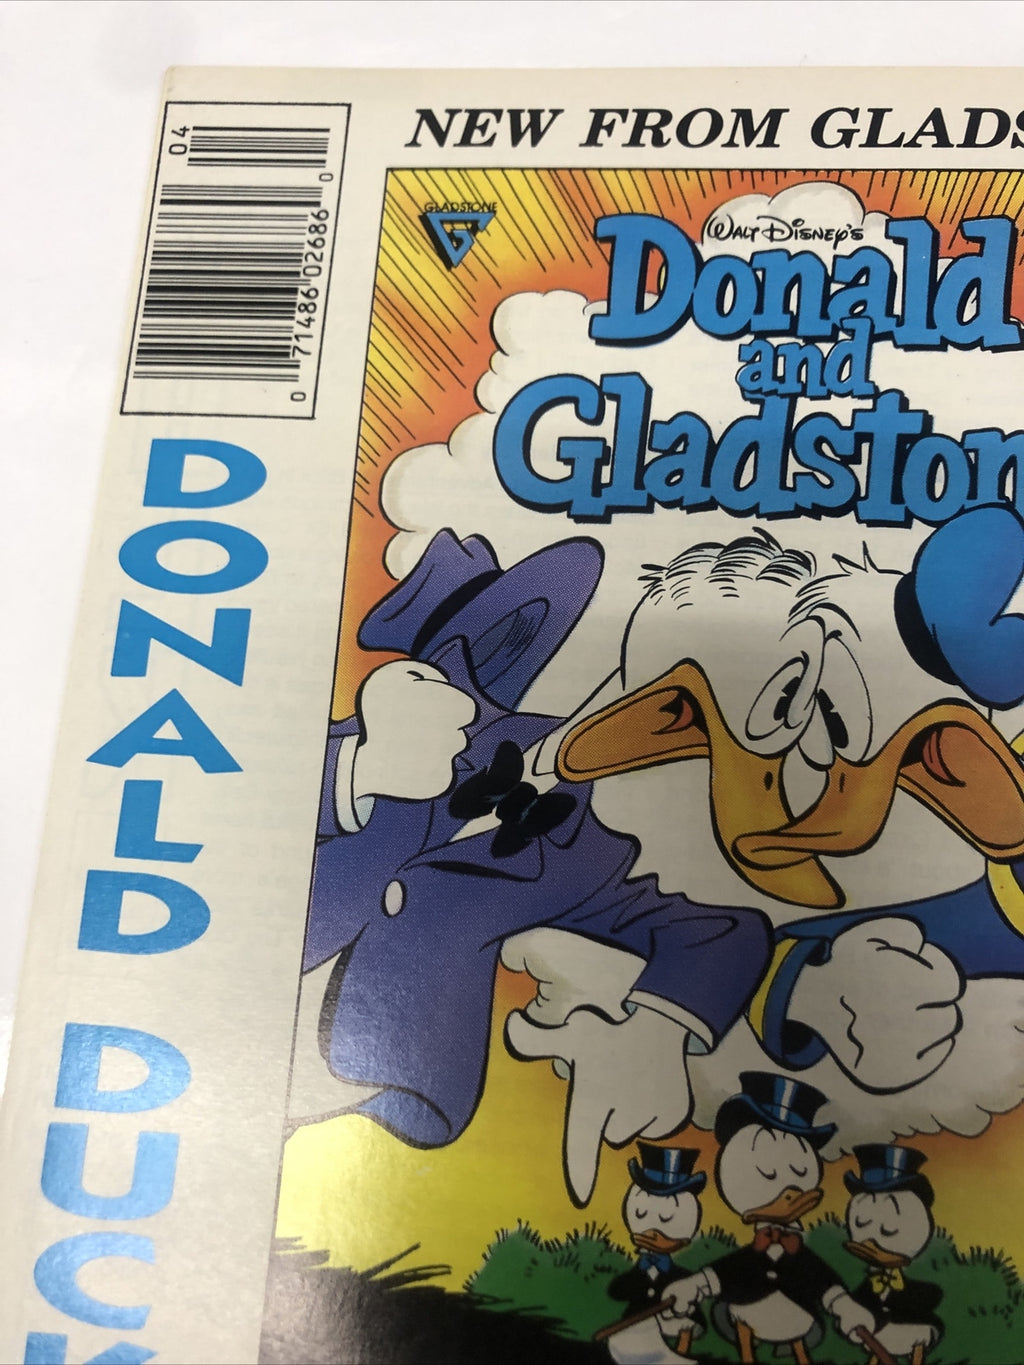 04
0 71486 02686 0
NEW FROM GLADS
GLADSTONE
WALT DISNEY'S
Donald
and
Gladston
DONALD DUCK